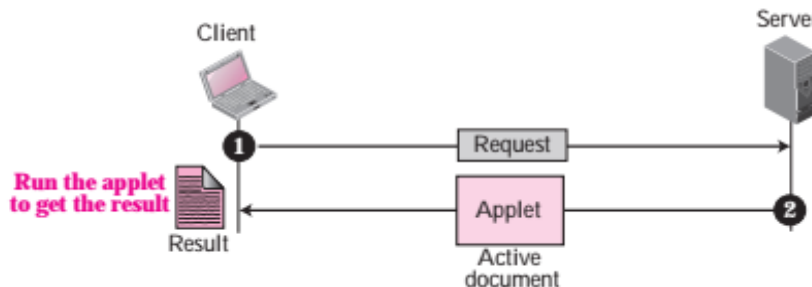 Client
Serve
1
Request
Run the applet
to get the result
Applet
2
Result
Active
document